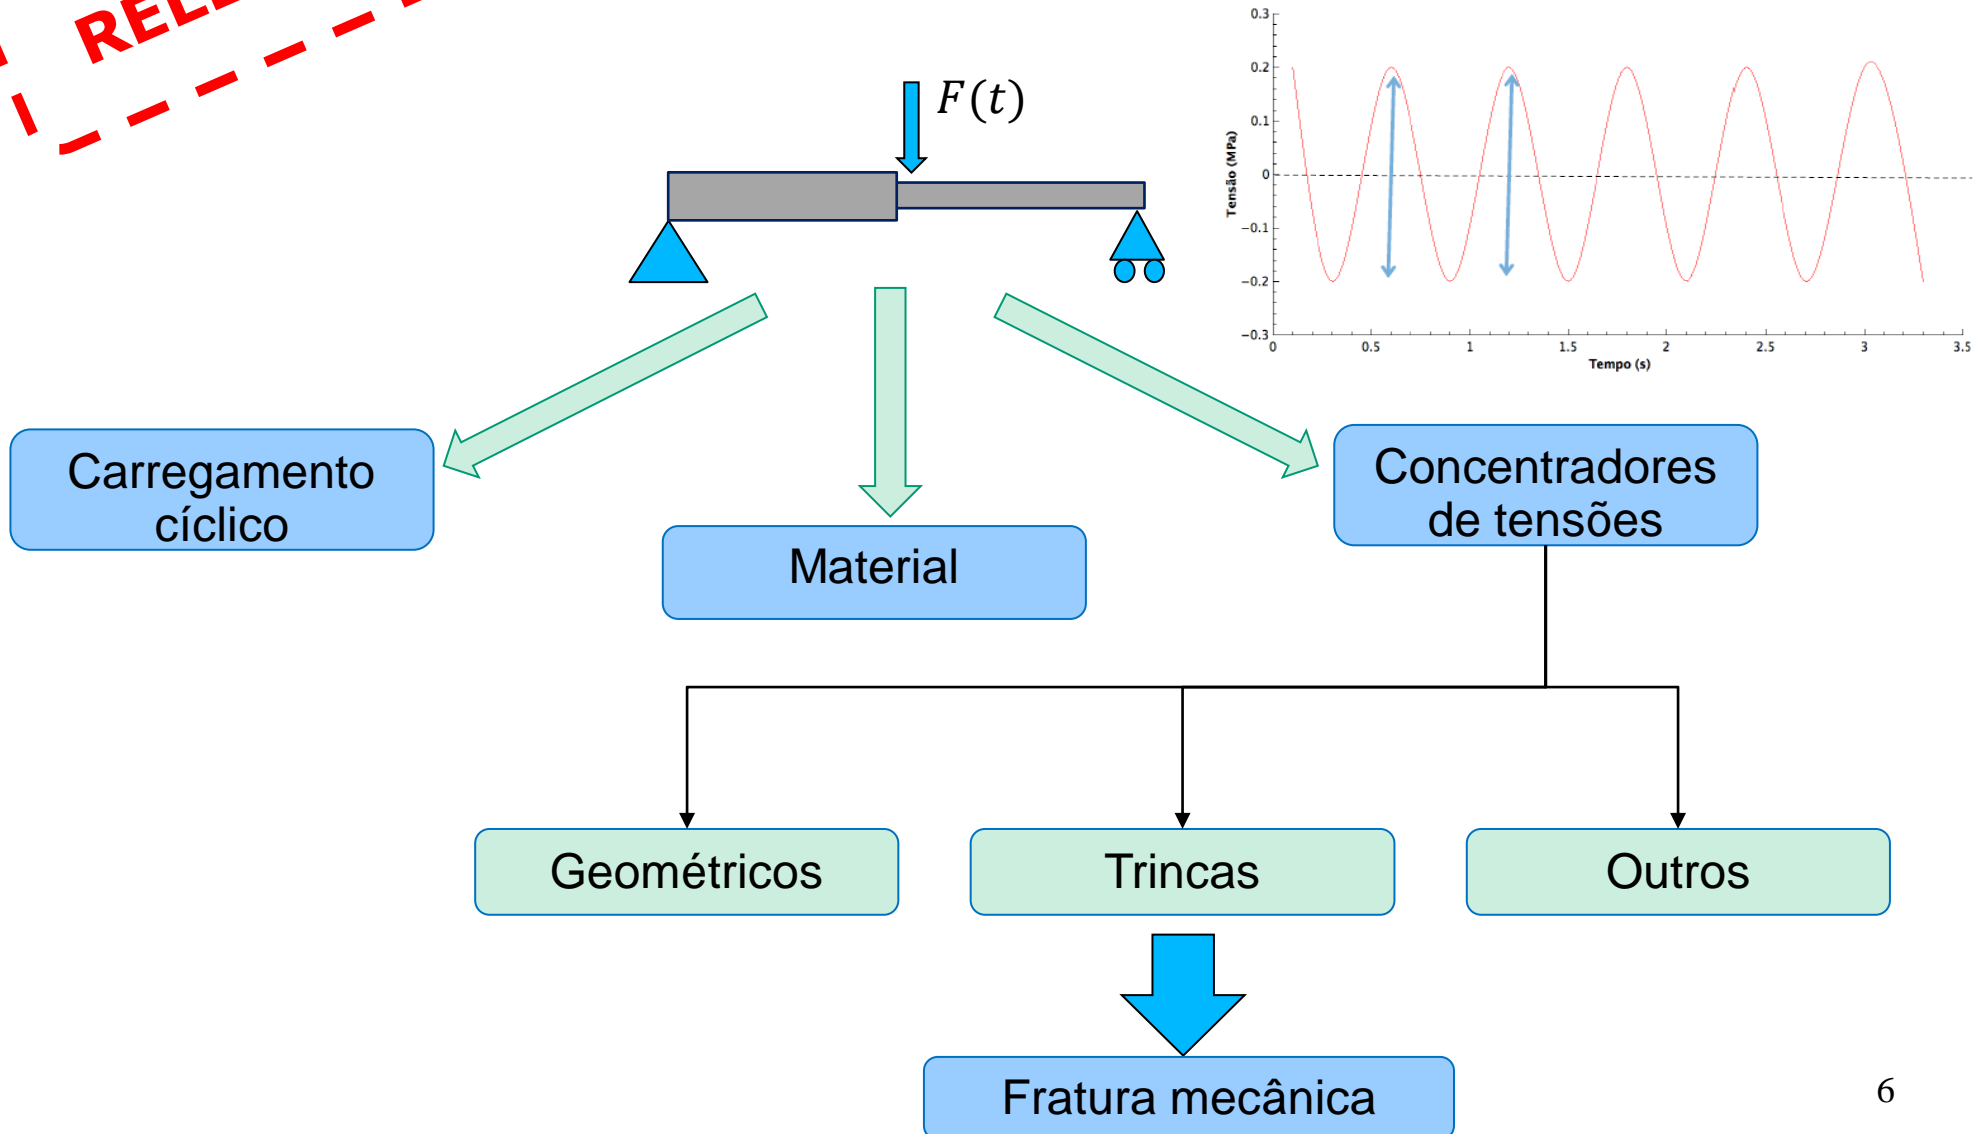 F(t)
0.3
0.2
0.1
0
−0.1
−0.2
−0.3
Tensão (MPa)
0
0.5
1
1.5
2
2.5
3
3.5
Tempo (s)
Carregamento
cíclico
Material
Concentradores
de tensões
Geométricos
Trincas
Outros
Fratura mecânica
6